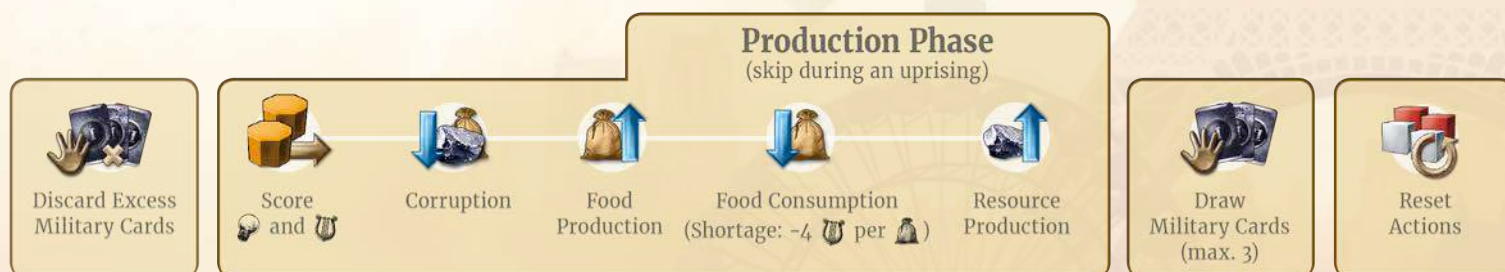 Production Phase
(skip during an uprising)
Discard Excess
Military Cards
Score
and
Corruption
Food
Production
Food Consumption
(Shortage: -4 per )
Resource
Production
Draw
Military Cards
(max. 3)
Reset
Actions